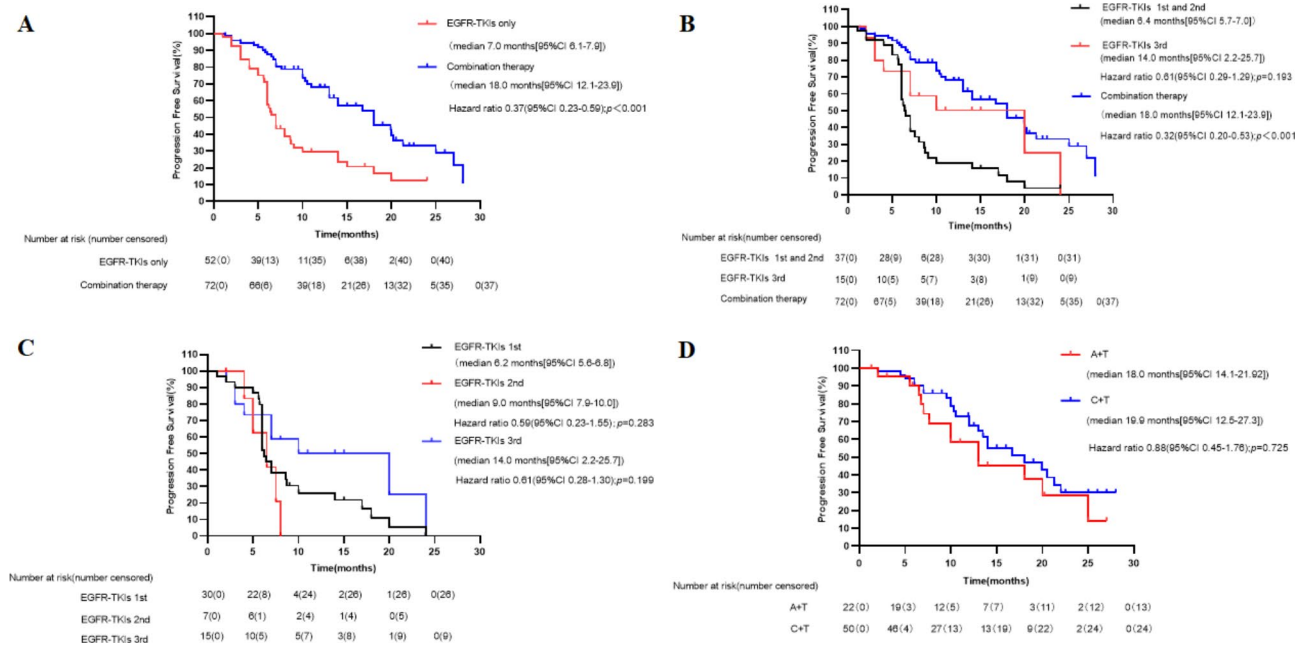 A
EGFR-TKIs only
(median 7.0 months[95%CI 6.1-7.9])
Combination therapy
(median 18.0 months[95%CI 12.1-23.9])
Hazard ratio 0.37(95%CI 0.23-0.59);p＜0.001
Progression Free Survival(%)
110
100
90
80
70
60
50
40
30
20
10
0
0 5 10 15 20 25 30
Time(months)
Number at risk (number censored)
EGFR-TKIs only 52(0) 39(13) 11(35) 6(38) 2(40) 0(40)
Combination therapy 72(0) 66(6) 39(18) 21(26) 13(32) 5(35) 0(37)
B
EGFR-TKIs 1st and 2nd
(median 6.4 months[95%CI 5.7-7.0])
EGFR-TKIs 3rd
(median 14.0 months[2.2-25.7])
Hazard ratio 0.61(95%CI 0.29-1.29);p=0.193
Combination therapy
(median 18.0 months[95%CI 12.1-23.9])
Hazard ratio 0.32(95%CI 0.20-0.53);p＜0.001
Progression Free Survival(%)
110
100
90
80
70
60
50
40
30
20
10
0
0 5 10 15 20 25 30
Time(months)
Number at risk(number censored)
EGFR-TKIs 1st and 2nd 37(0) 28(9) 6(28) 3(30) 1(31) 0(31)
EGFR-TKIs 3rd 15(0) 10(5) 5(7) 3(8) 1(9) 0(9)
Combination therapy 72(0) 67(5) 39(18) 21(26) 13(32) 5(35) 0(37)
C
EGFR-TKIs 1st
(median 6.2 months[95%CI 5.6-6.8])
EGFR-TKIs 2nd
(median 9.0 months[95%CI 7.9-10.0])
Hazard ratio 0.59(95%CI 0.23-1.55);p=0.283
EGFR-TKIs 3rd
(median 14.0 months[2.2-25.7])
Hazard ratio 0.61(95%CI 0.28-1.30);p=0.199
Progression Free Survival(%)
110
100
90
80
70
60
50
40
30
20
10
0
0 5 10 15 20 25 30
Time(months)
Number at risk(number censored)
EGFR-TKIs 1st 30(0) 22(8) 4(24) 2(26) 1(26) 0(26)
EGFR-TKIs 2nd 7(0) 6(1) 2(4) 1(4) 0(5)
EGFR-TKIs 3rd 15(0) 10(5) 5(7) 3(8) 1(9) 0(9)
D
A+T
(median 18.0 months[95%CI 14.1-21.92])
C+T
(median 19.9 months[95%CI 12.5-27.3])
Hazard ratio 0.88(95%CI 0.45-1.76);p=0.725
Progression Free Survival(%)
110
100
90
80
70
60
50
40
30
20
10
0
0 5 10 15 20 25 30
Time(months)
Number at risk(number censored)
A+T 22(0) 19(3) 12(5) 7(7) 3(11) 2(12) 0(13)
C+T 50(0) 46(4) 27(13) 13(19) 9(22) 2(24) 0(24)